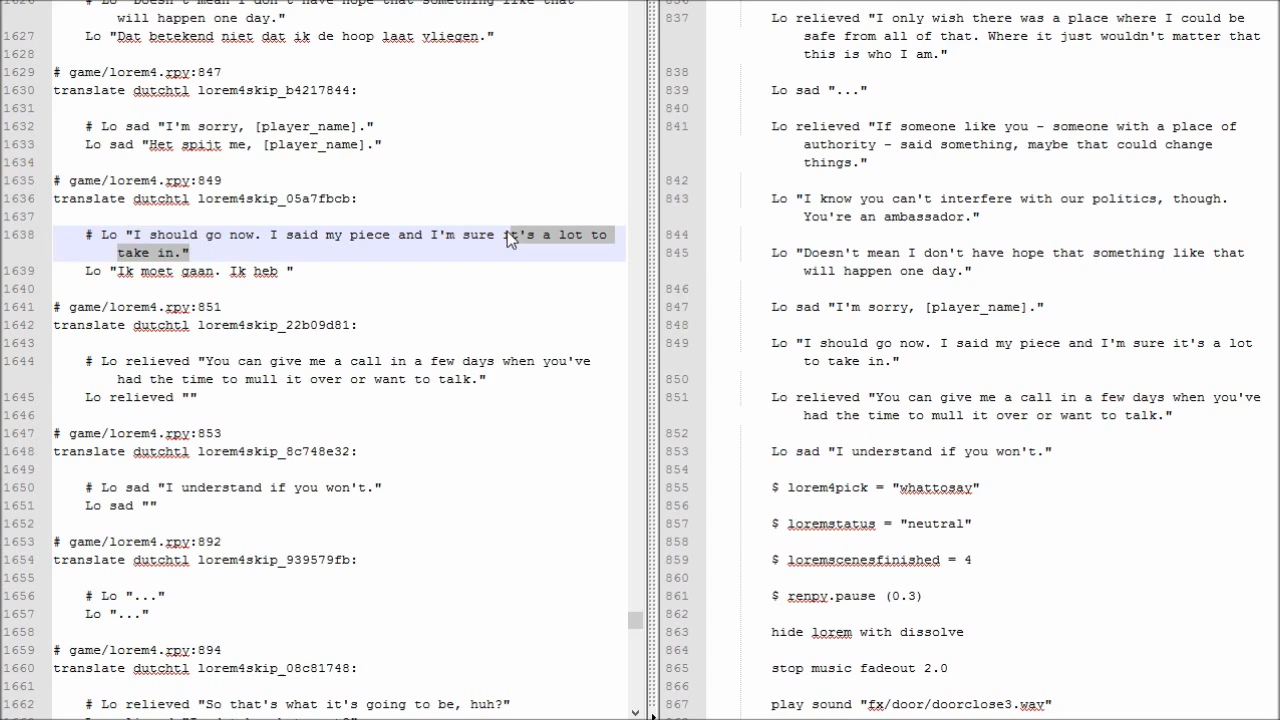 # Lo "Doesn't mean I don't have hope that something like that
will happen one day."
1627 Lo "Dat betekend niet dat ik de hoop laat vliegen."
1628
1629 # game/lorem4.rpy:847
1630 translate dutchtl lorem4skip_b4217844:
1631
1632 # Lo sad "I'm sorry, [player_name]."
1633 Lo sad "Het spijt me, [player_name]."
1634
1635 # game/lorem4.rpy:849
1636 translate dutchtl lorem4skip_05a7fbcb:
1637
1638 # Lo "I should go now. I said my piece and I'm sure it's a lot to
take in."
1639 Lo "Ik moet gaan. Ik heb "
1640
1641 # game/lorem4.rpy:851
1642 translate dutchtl lorem4skip_22b09d81:
1643
1644 # Lo relieved "You can give me a call in a few days when you've
had the time to mull it over or want to talk."
1645 Lo relieved ""
1646
1647 # game/lorem4.rpy:853
1648 translate dutchtl lorem4skip_8c748e32:
1649
1650 # Lo sad "I understand if you won't."
1651 Lo sad ""
1652
1653 # game/lorem4.rpy:892
1654 translate dutchtl lorem4skip_939579fb:
1655
1656 # Lo "..."
1657 Lo "..."
1658
1659 # game/lorem4.rpy:894
1660 translate dutchtl lorem4skip_08c81748:
1661
1662 # Lo relieved "So that's what it's going to be, huh?"
837 Lo relieved "I only wish there was a place where I could be
safe from all of that. Where it just wouldn't matter that
this is who I am."
838
839 Lo sad "..."
840
841 Lo relieved "If someone like you - someone with a place of
authority - said something, maybe that could change
things."
842
843 Lo "I know you can't interfere with our politics, though.
You're an ambassador."
844
845 Lo "Doesn't mean I don't have hope that something like that
will happen one day."
846
847 Lo sad "I'm sorry, [player_name]."
848
849 Lo "I should go now. I said my piece and I'm sure it's a lot
to take in."
850
851 Lo relieved "You can give me a call in a few days when you've
had the time to mull it over or want to talk."
852
853 Lo sad "I understand if you won't."
854
855 $ lorem4pick = "whattosay"
856
857 $ loremstatus = "neutral"
858
859 $ loremscenesfinished = 4
860
861 $ renpy.pause (0.3)
862
863 hide lorem with dissolve
864
865 stop music fadeout 2.0
866
867 play sound "fx/door/doorclose3.wav"